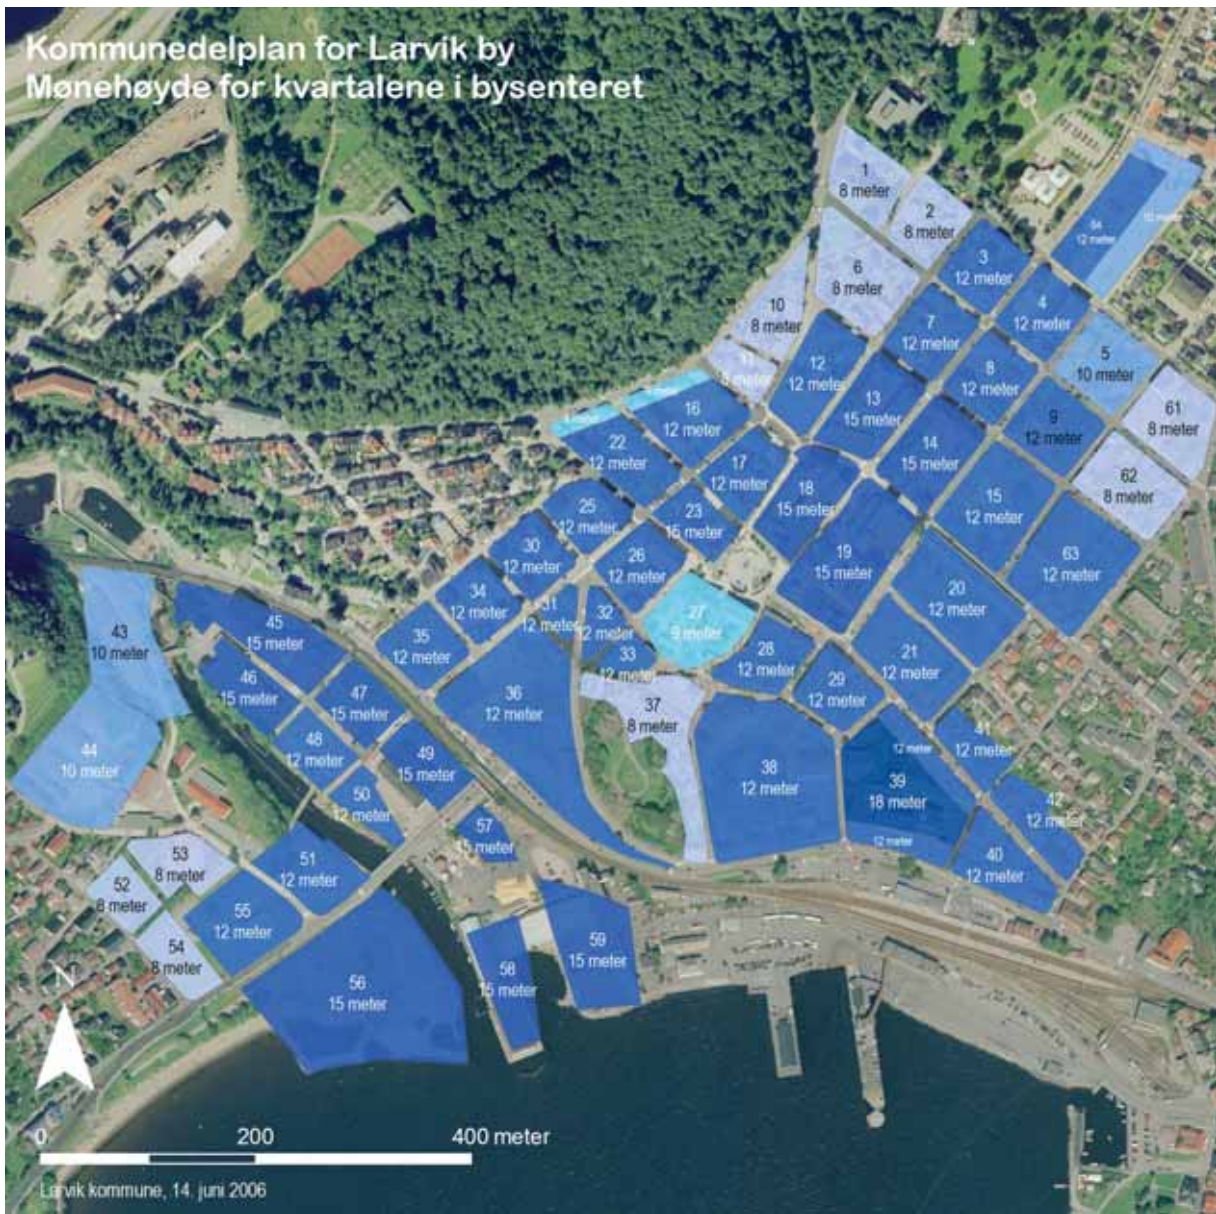 Kommunedelplan for Larvik by
Mønehøyde for kvartalene i bysenteret
1
8 meter
2
8 meter
3
12 meter
4
12 meter
5
10 meter
6
8 meter
7
12 meter
8
12 meter
9
12 meter
10
8 meter
11
8 meter
12
12 meter
13
15 meter
14
15 meter
15
12 meter
16
12 meter
17
12 meter
18
15 meter
19
15 meter
20
12 meter
21
12 meter
22
12 meter
23
15 meter
25
12 meter
26
12 meter
27
9 meter
28
12 meter
29
12 meter
30
12 meter
31
12 meter
32
12 meter
33
12 meter
34
12 meter
35
12 meter
36
12 meter
37
8 meter
38
12 meter
12 meter
39
18 meter
12 meter
40
12 meter
41
12 meter
42
12 meter
43
10 meter
44
10 meter
45
15 meter
46
15 meter
47
15 meter
48
12 meter
49
15 meter
50
12 meter
51
12 meter
52
8 meter
53
8 meter
54
8 meter
55
12 meter
56
15 meter
57
15 meter
58
15 meter
59
15 meter
61
8 meter
62
8 meter
63
12 meter
64
12 meter
10 meter
N
0 200 400 meter
Larvik kommune, 14. juni 2006